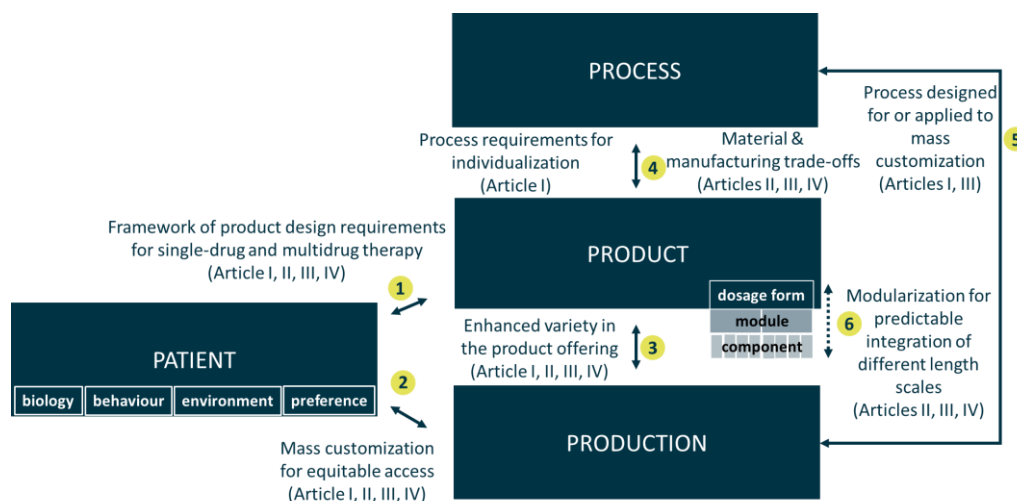 PROCESS
Process requirements for
individualization
(Article I)
4
Material &
manufacturing trade-offs
(Articles II, III, IV)
Process designed
for or applied to
mass
customization
(Articles I, III)
5
Framework of product design requirements
for single-drug and multidrug therapy
(Article I, II, III, IV)
1
PRODUCT
dosage form
module
component
6
Modularization for
predictable
integration of
different length
scales
(Articles II, III, IV)
PATIENT
biology
behaviour
environment
preference
Enhanced variety in
the product offering
(Article I, II, III, IV)
3
2
Mass customization
for equitable access
(Article I, II, III, IV)
PRODUCTION